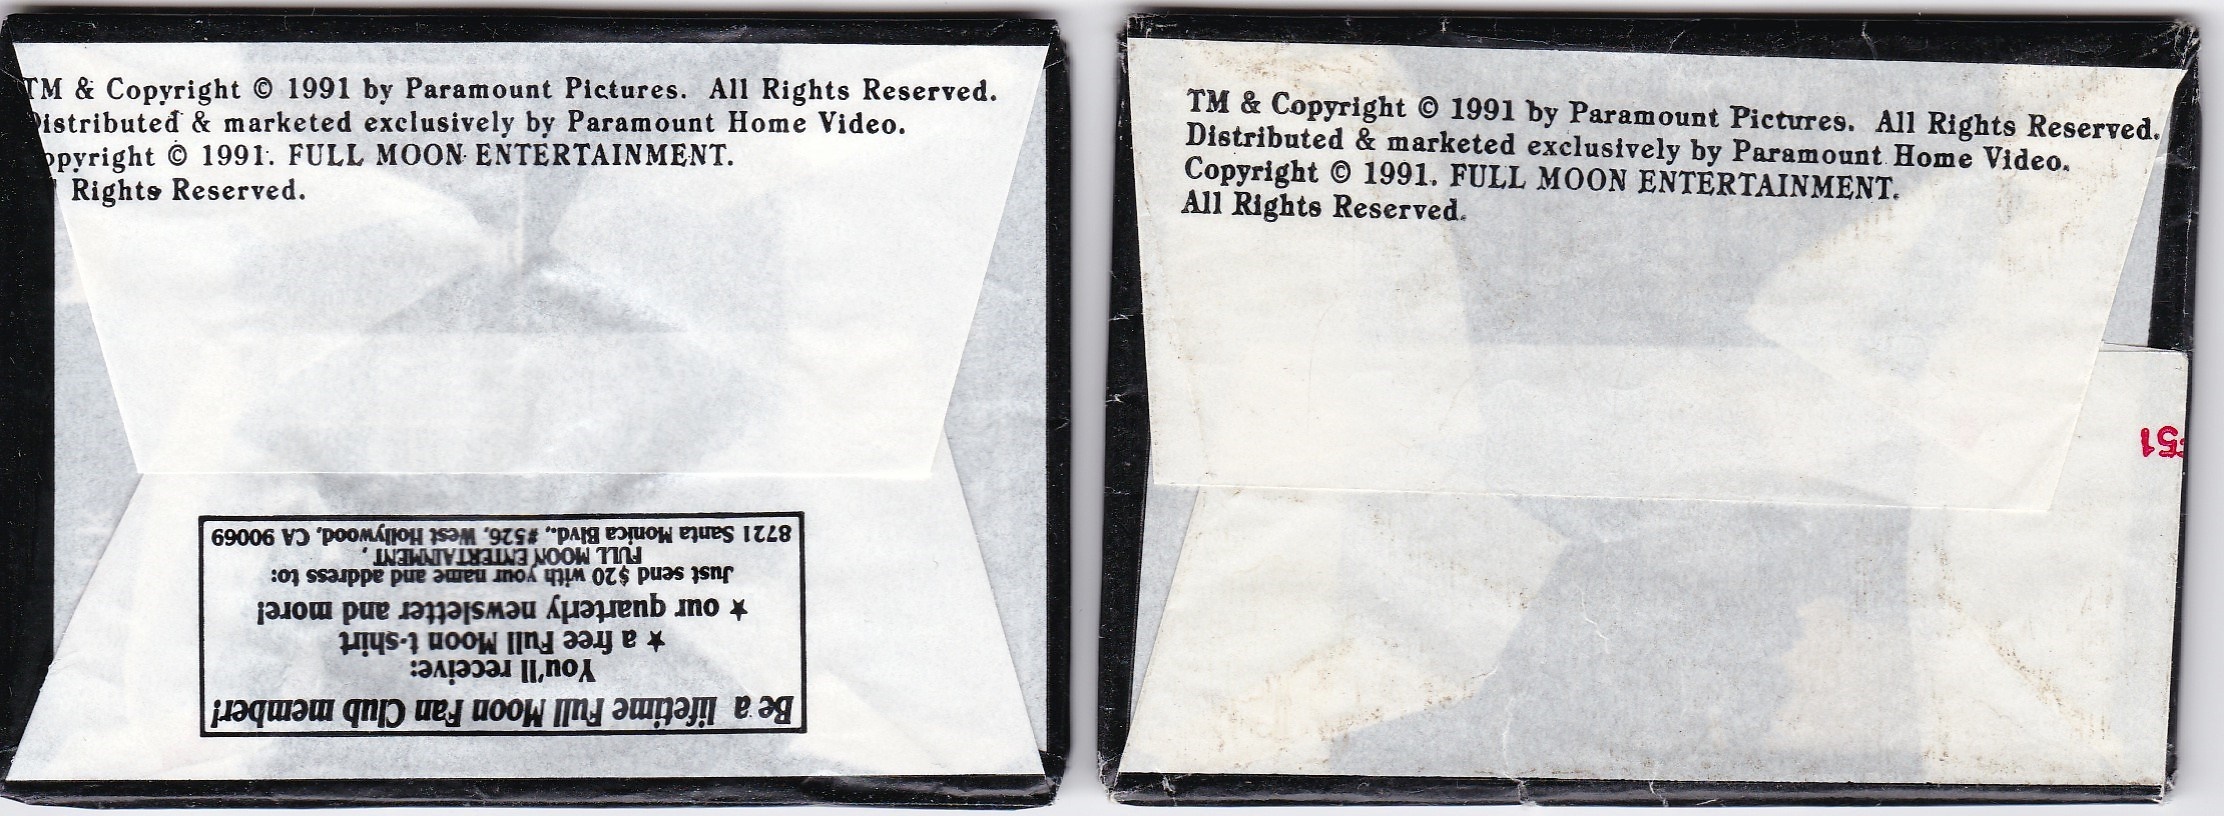 TM & Copyright © 1991 by Paramount Pictures. All Rights Reserved.
istributed & marketed exclusively by Paramount Home Video.
opyright © 1991. FULL MOON ENTERTAINMENT.
Rights Reserved.
Be a lifetime Full Moon Fan Club member!
You'll receive:
★ a free Full Moon t-shirt
★ our quarterly newsletter and more!
Just send $20 with your name and address to:
FULL MOON ENTERTAINMENT,
8721 Santa Monica Blvd., #526, West Hollywood, CA 90069
TM & Copyright © 1991 by Paramount Pictures. All Rights Reserved.
Distributed & marketed exclusively by Paramount Home Video.
Copyright © 1991. FULL MOON ENTERTAINMENT.
All Rights Reserved.
51